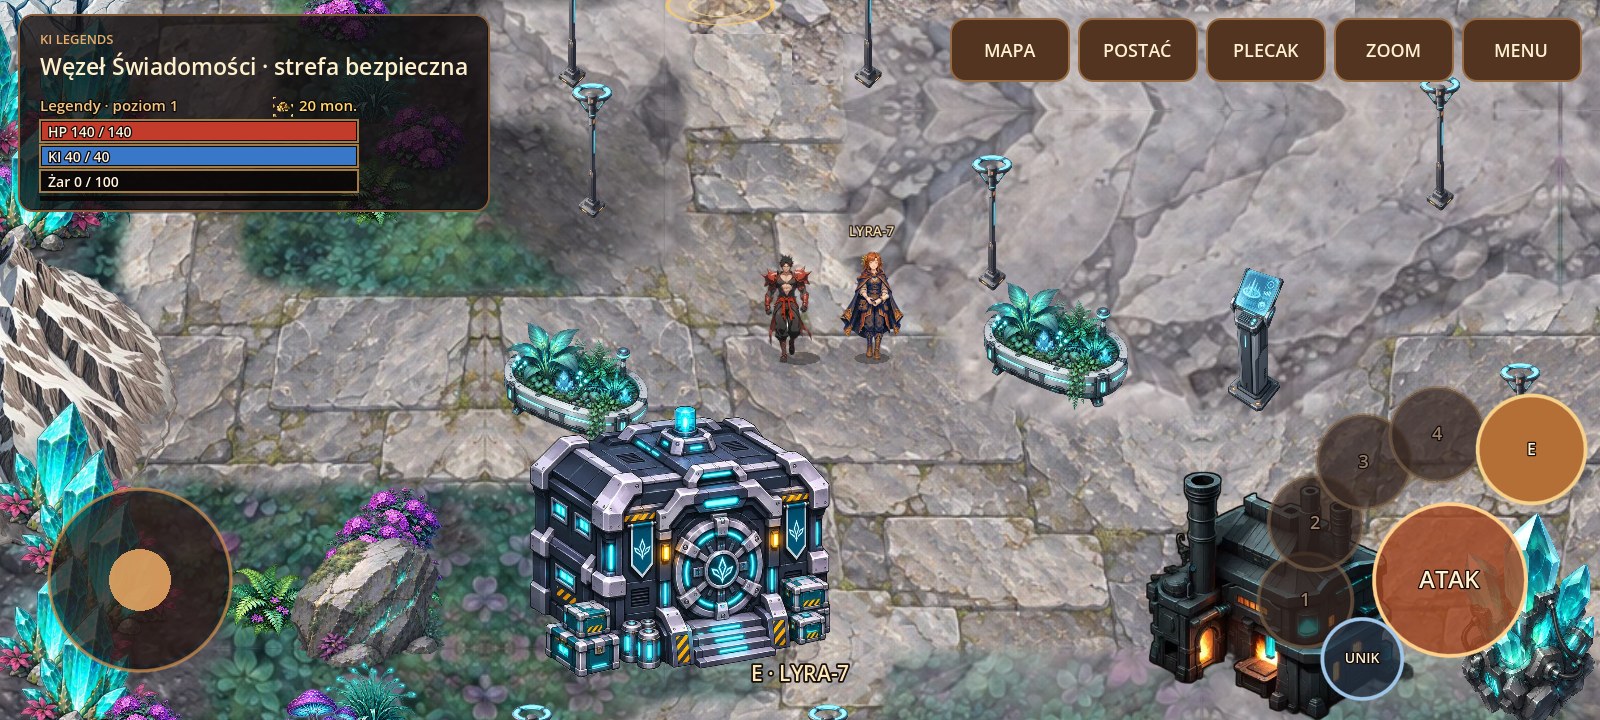 KI LEGENDS
Węzeł Świadomości · strefa bezpieczna
Legendy · poziom 1
20 mon.
HP 140 / 140
KI 40 / 40
Żar 0 / 100
MAPA
POSTAĆ
PLECAK
ZOOM
MENU
LYRA-7
4
E
3
2
ATAK
1
UNIK
E · LYRA-7